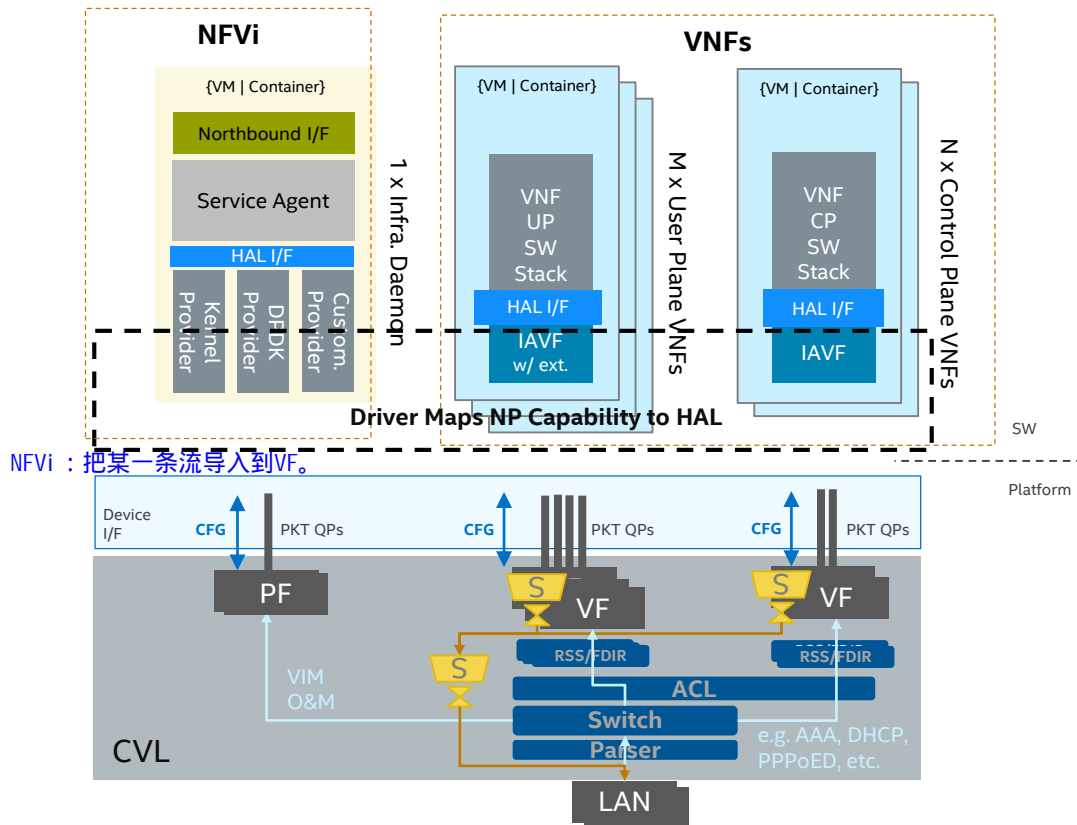 NFVi
VNFs
{VM | Container}
Northbound I/F
Service Agent
HAL I/F
Kernel
Provider
DPDK
Provider
Custom.
Provider
1 x Infra. Daemon
{VM | Container}
VNF
UP
SW
Stack
HAL I/F
IAVF
w/ ext.
M x User Plane VNFs
{VM | Container}
VNF
CP
SW
Stack
HAL I/F
IAVF
N x Control Plane VNFs
Driver Maps NP Capability to HAL
SW
NFVi :把某一条流导入到VF。
Platform
Device
I/F
CFG
PKT QPs
CFG
PKT QPs
CFG
PKT QPs
PF
S
VF
S
VF
RSS/FDIR
RSS/FDIR
S
VIM
O&M
ACL
Switch
Parser
e.g. AAA, DHCP,
PPPoED, etc.
CVL
LAN